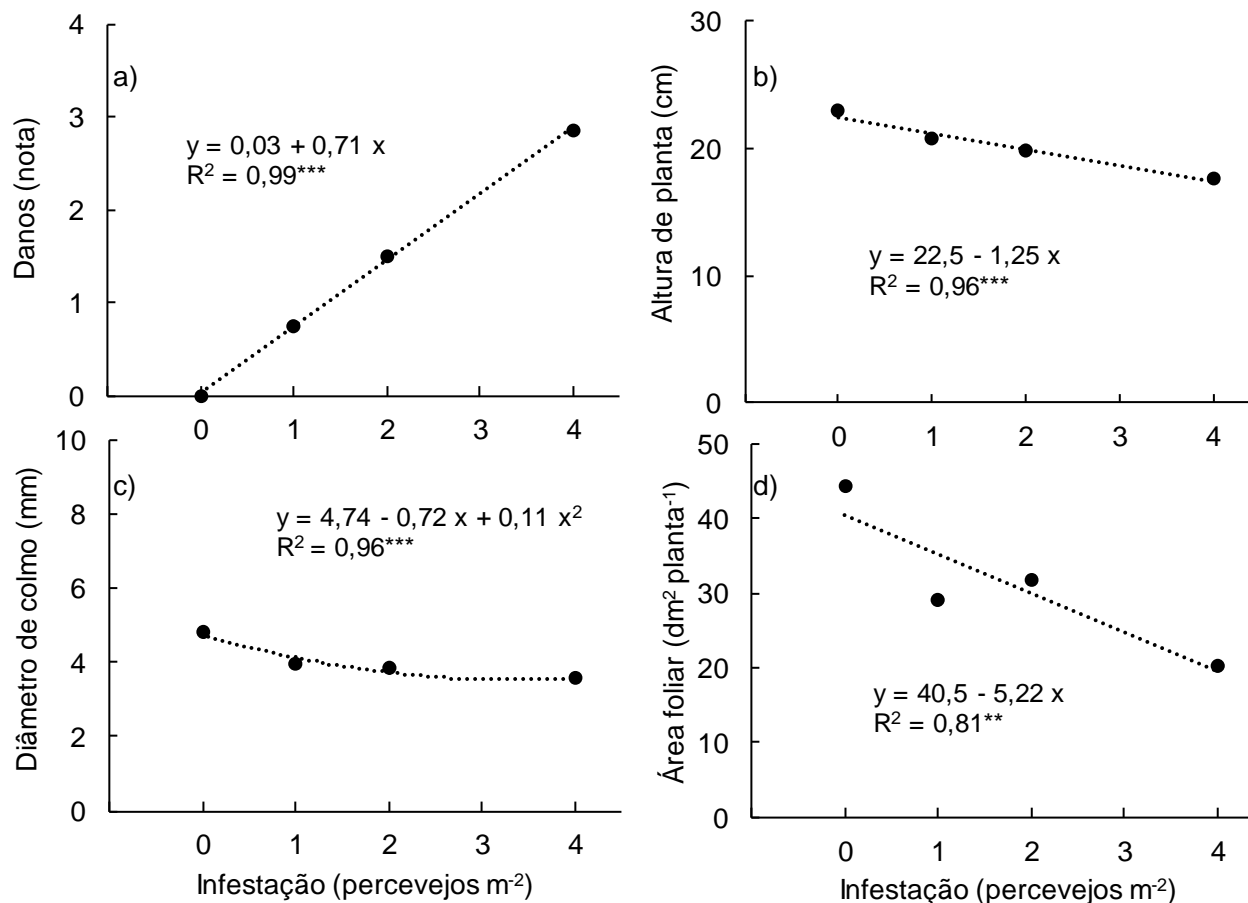 a)
Danos (nota)
4
3
2
1
0
y = 0,03 + 0,71 x
R² = 0,99***
0 1 2 3 4
b)
Altura de planta (cm)
30
20
10
0
y = 22,5 - 1,25 x
R² = 0,96***
0 1 2 3 4
c)
Diâmetro de colmo (mm)
10
8
6
4
2
0
y = 4,74 - 0,72 x + 0,11 x²
R² = 0,96***
0 1 2 3 4
Infestação (percevejos m⁻²)
d)
Área foliar (dm² planta⁻¹)
50
40
30
20
10
0
y = 40,5 - 5,22 x
R² = 0,81**
0 1 2 3 4
Infestação (percevejos m⁻²)